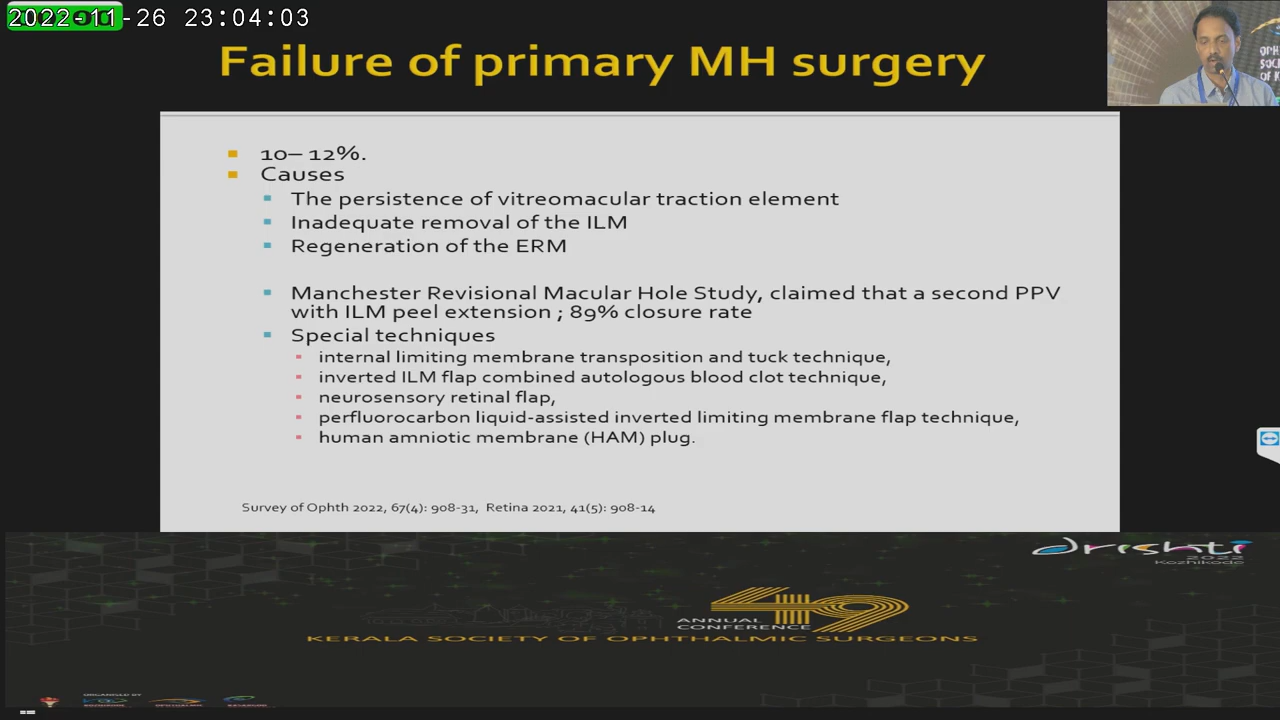 2022-11-26 23:04:03
Failure of primary MH surgery
10– 12%.
Causes
The persistence of vitreomacular traction element
Inadequate removal of the ILM
Regeneration of the ERM
Manchester Revisional Macular Hole Study, claimed that a second PPV
with ILM peel extension ; 89% closure rate
Special techniques
internal limiting membrane transposition and tuck technique,
inverted ILM flap combined autologous blood clot technique,
neurosensory retinal flap,
perfluorocarbon liquid-assisted inverted limiting membrane flap technique,
human amniotic membrane (HAM) plug.
Survey of Ophth 2022, 67(4): 908-31, Retina 2021, 41(5): 908-14
drishti
2022
Kozhikode
49
ANNUAL
CONFERENCE
KERALA SOCIETY OF OPHTHALMIC SURGEONS
ORGANISED BY